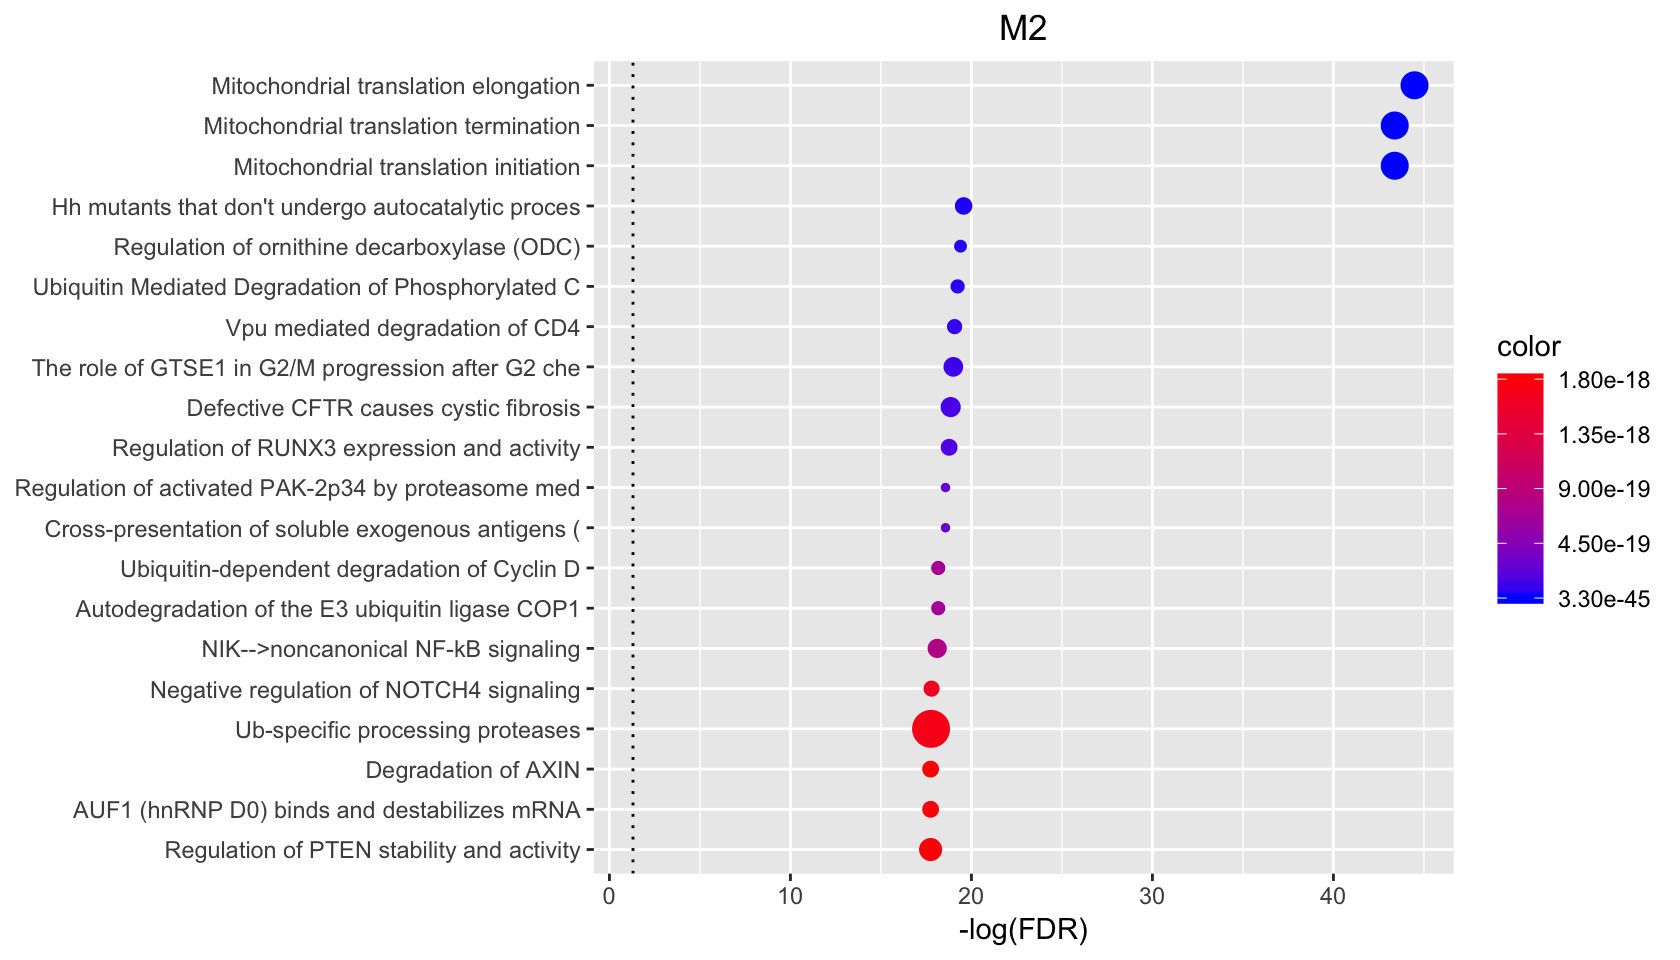 M2
Mitochondrial translation elongation
Mitochondrial translation termination
Mitochondrial translation initiation
Hh mutants that don't undergo autocatalytic proces
Regulation of ornithine decarboxylase (ODC)
Ubiquitin Mediated Degradation of Phosphorylated C
Vpu mediated degradation of CD4
The role of GTSE1 in G2/M progression after G2 che
Defective CFTR causes cystic fibrosis
Regulation of RUNX3 expression and activity
Regulation of activated PAK-2p34 by proteasome med
Cross-presentation of soluble exogenous antigens (
Ubiquitin-dependent degradation of Cyclin D
Autodegradation of the E3 ubiquitin ligase COP1
NIK-->noncanonical NF-kB signaling
Negative regulation of NOTCH4 signaling
Ub-specific processing proteases
Degradation of AXIN
AUF1 (hnRNP D0) binds and destabilizes mRNA
Regulation of PTEN stability and activity
0 10 20 30 40
-log(FDR)
color
1.80e-18
1.35e-18
9.00e-19
4.50e-19
3.30e-45